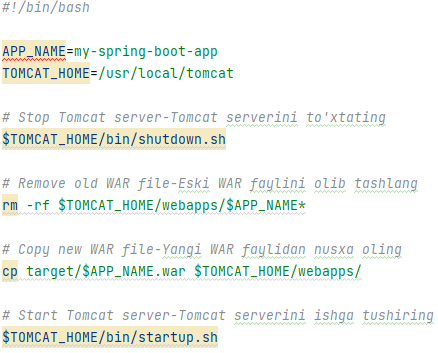 #!/bin/bash
APP_NAME=my-spring-boot-app
TOMCAT_HOME=/usr/local/tomcat
# Stop Tomcat server-Tomcat serverini to'xtating
$TOMCAT_HOME/bin/shutdown.sh
# Remove old WAR file-Eski WAR faylini olib tashlang
rm -rf $TOMCAT_HOME/webapps/$APP_NAME*
# Copy new WAR file-Yangi WAR faylidan nusxa oling
cp target/$APP_NAME.war $TOMCAT_HOME/webapps/
# Start Tomcat server-Tomcat serverini ishga tushiring
$TOMCAT_HOME/bin/startup.sh